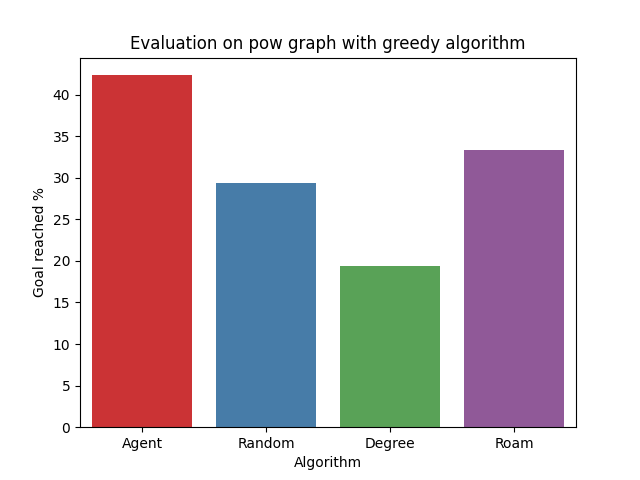 Evaluation on pow graph with greedy algorithm
Goal reached %
40
35
30
25
20
15
10
5
0
Agent Random Degree Roam
Algorithm